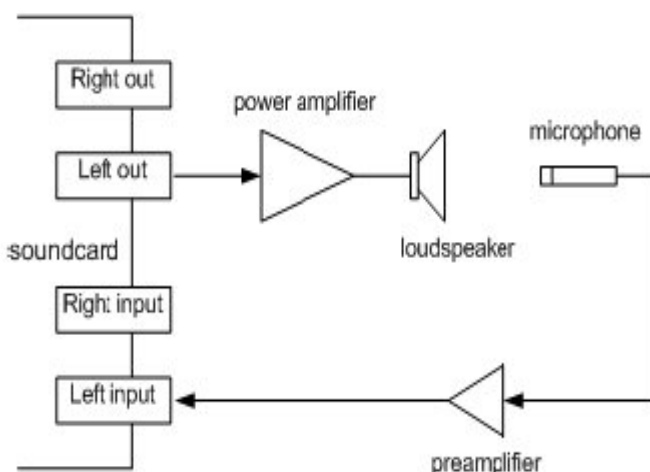 Right out
power amplifier
microphone
Left out
soundcard
loudspeaker
Right input
Left input
preamplifier